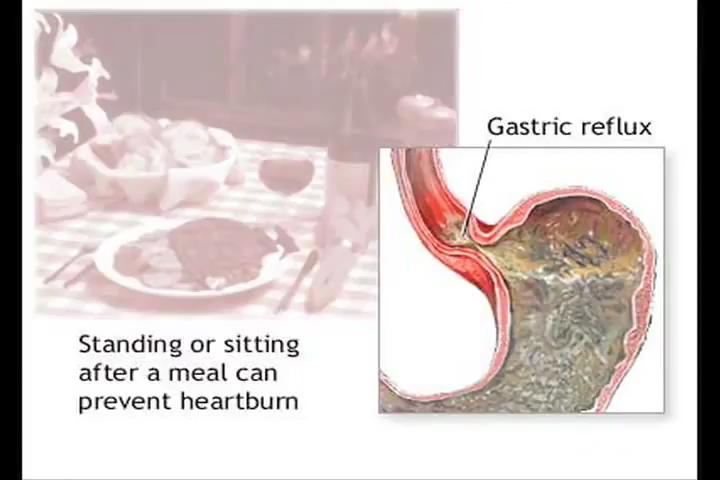 Gastric reflux
Standing or sitting
after a meal can
prevent heartburn